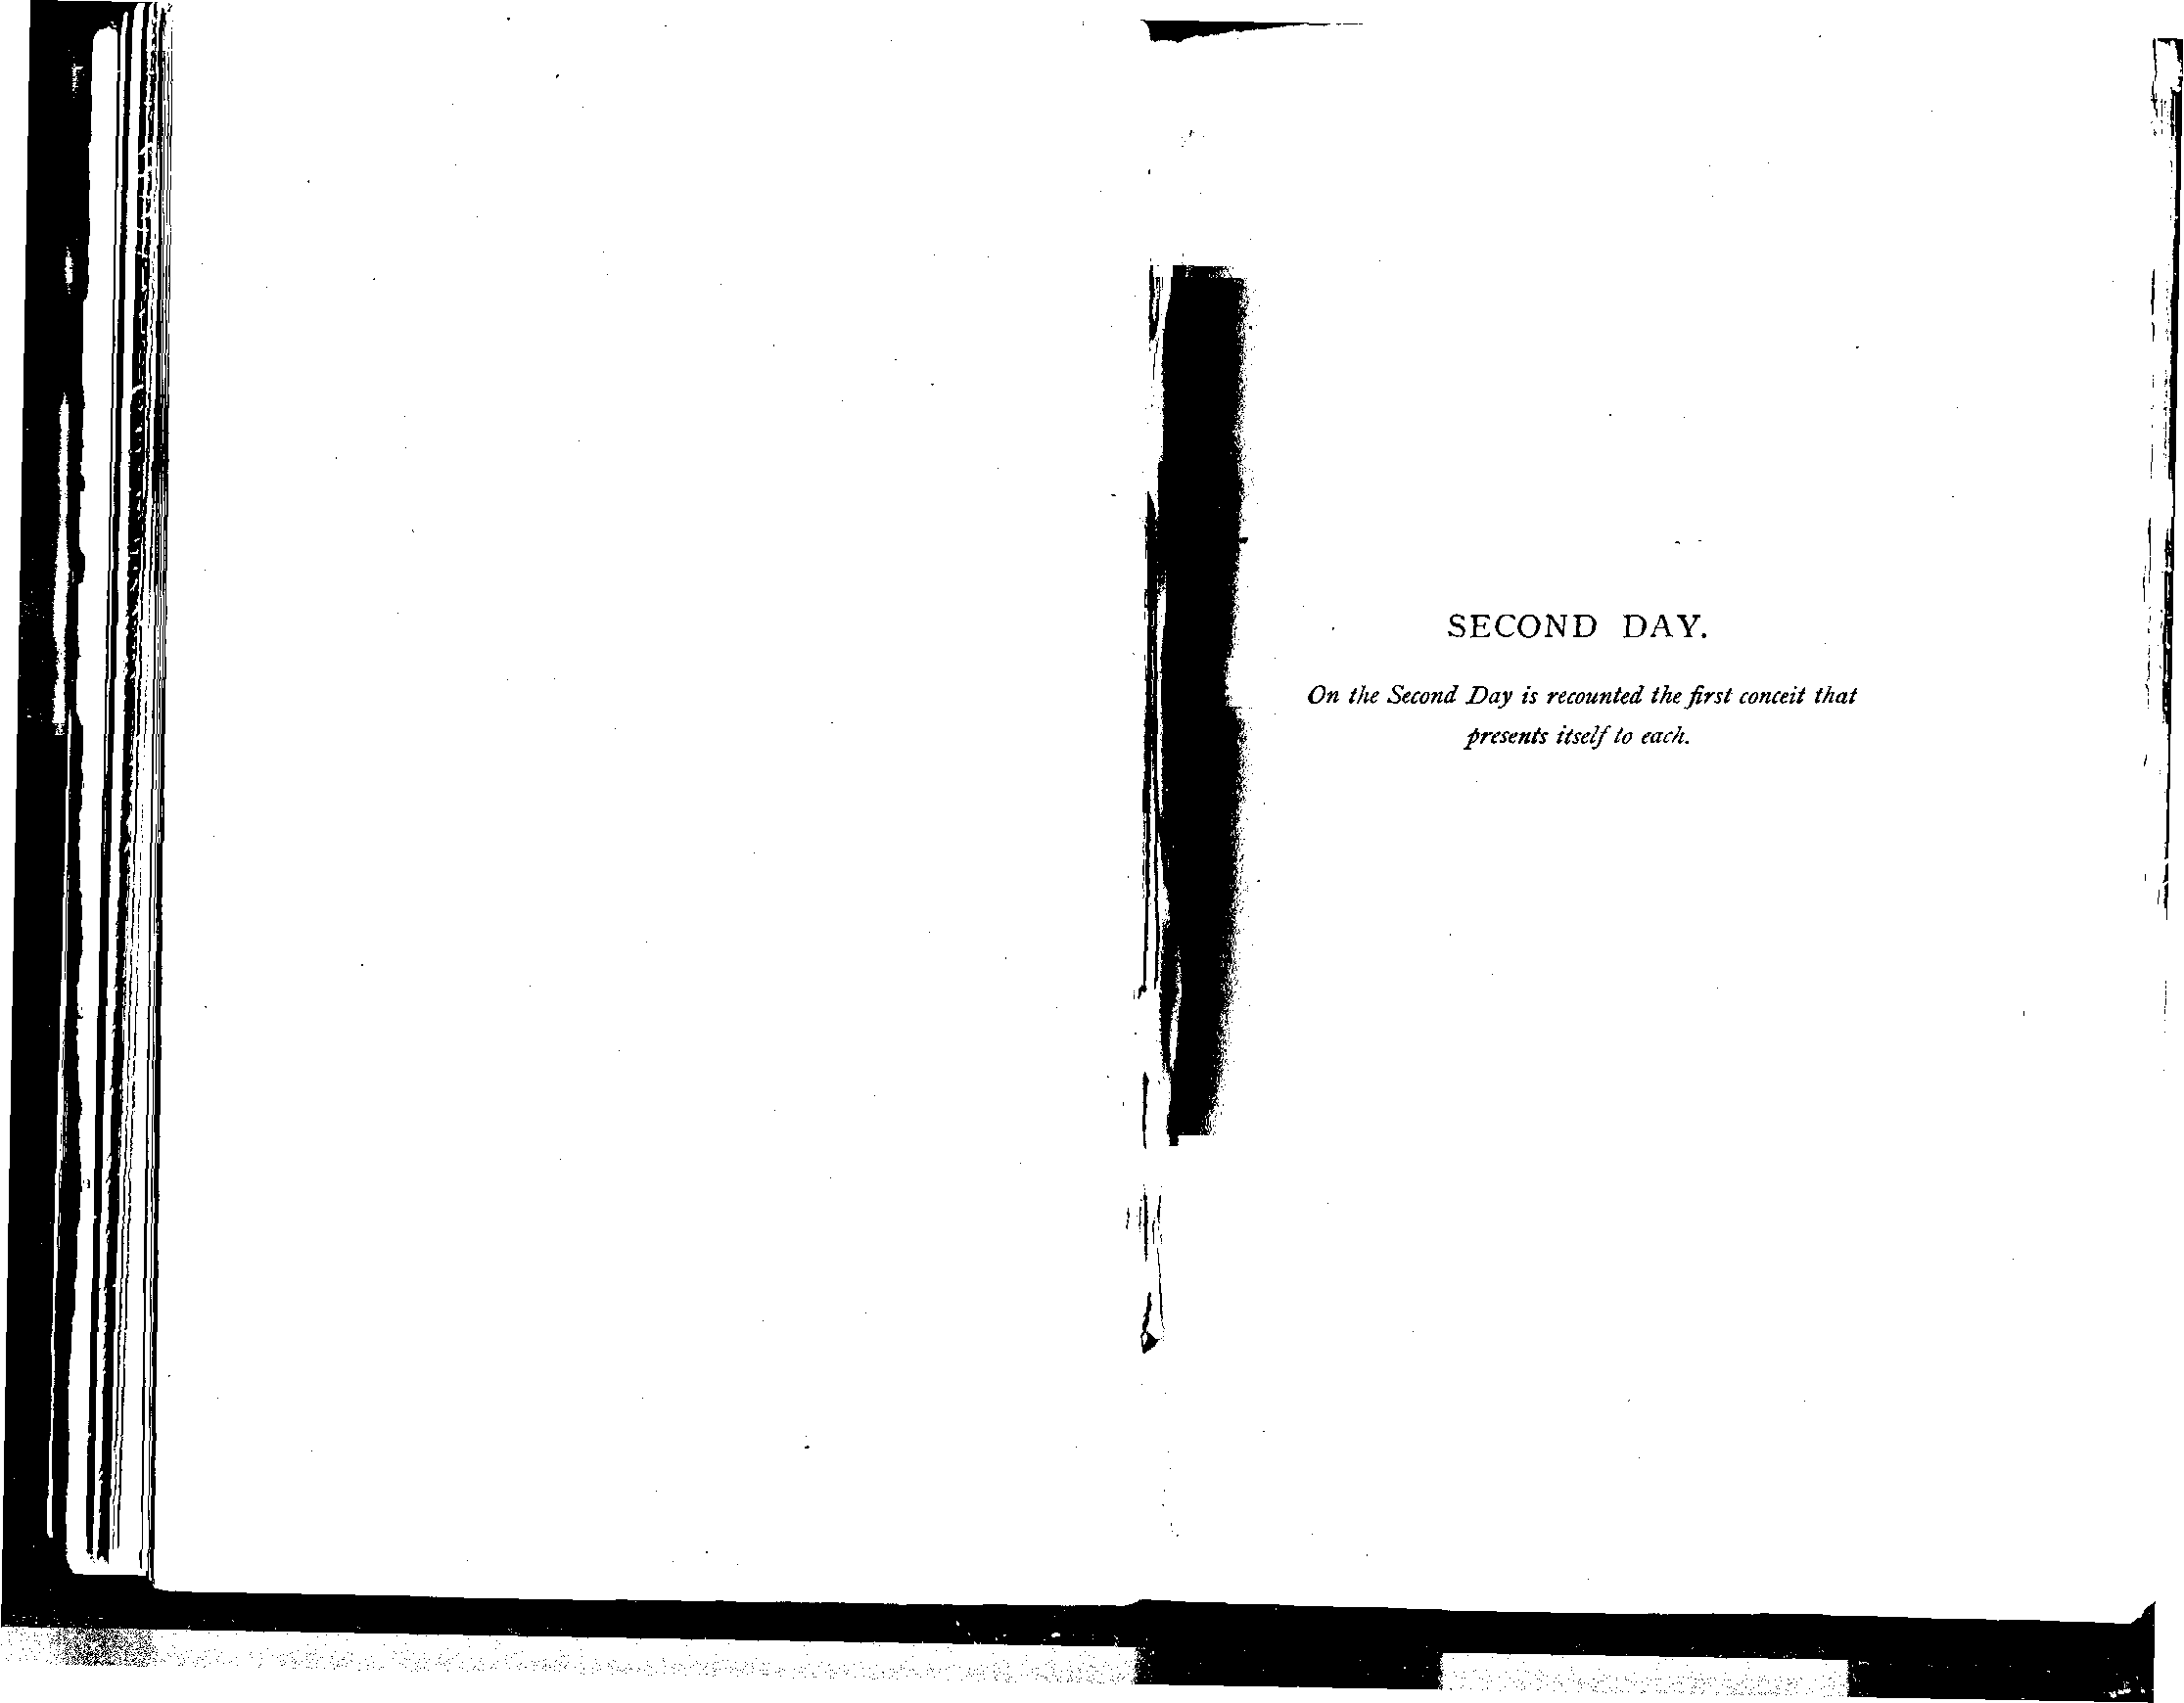 SECOND DAY.
On the Second Day is recounted the first conceit that
presents itself to each.